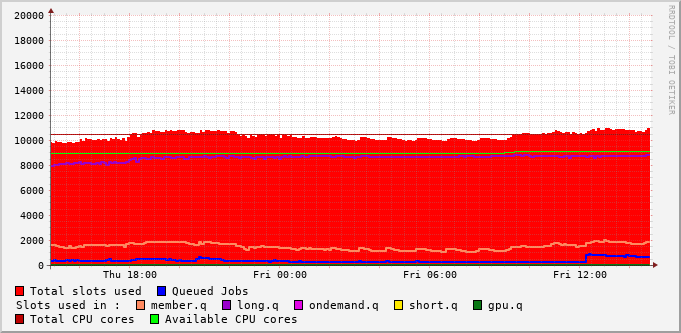 20000
18000
16000
14000
12000
10000
8000
6000
4000
2000
0
Thu 18:00 Fri 00:00 Fri 06:00 Fri 12:00
RRDTOOL / TOBI OETIKER
Total slots used Queued Jobs
Slots used in : member.q long.q ondemand.q short.q gpu.q
Total CPU cores Available CPU cores